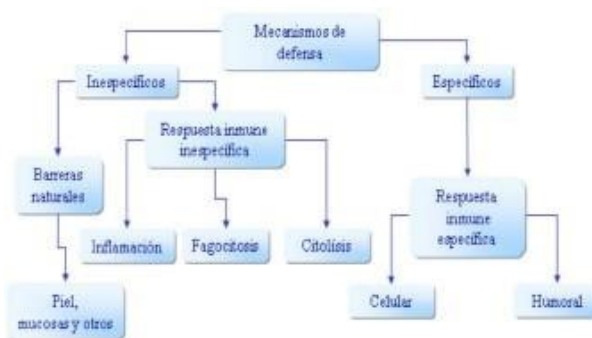 Mecanismos de
defensa
Inespecíficos
Específicos
Respuesta inmune
inespecífica
Barreras
naturales
Respuesta
inmune
específica
Inflamación
Fagocitosis
Citolísis
Piel,
mucosas y otros
Celular
Humoral